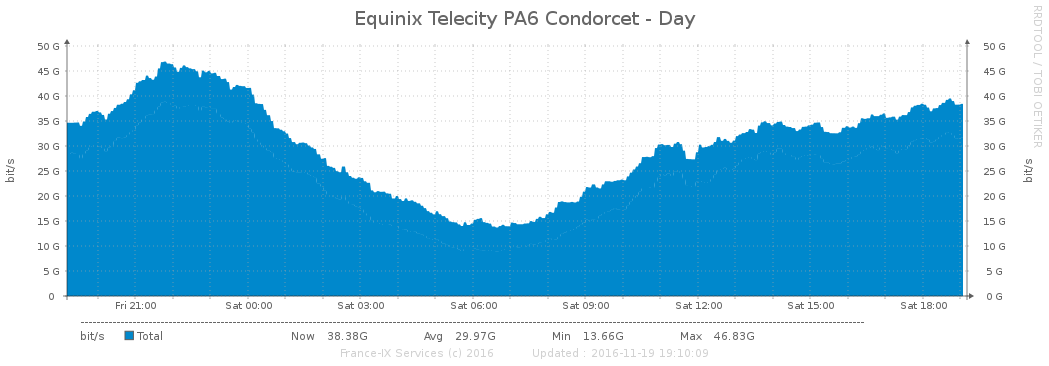 Equinix Telecity PA6 Condorcet - Day
RRDTOOL / TOBI OETIKER
50 G 50 G
45 G 45 G
40 G 40 G
35 G 35 G
30 G 30 G
25 G 25 G
20 G 20 G
15 G 15 G
10 G 10 G
5 G 5 G
0 0 G
bit/s
bit/s
Fri 21:00 Sat 00:00 Sat 03:00 Sat 06:00 Sat 09:00 Sat 12:00 Sat 15:00 Sat 18:00
bit/s Total Now 38.38G Avg 29.97G Min 13.66G Max 46.83G
France-IX Services (c) 2016 Updated : 2016-11-19 19:10:09